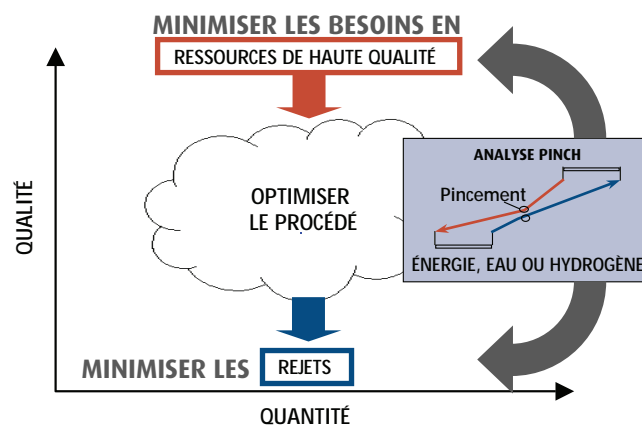 MINIMISER LES BESOINS EN
RESSOURCES DE HAUTE QUALITÉ
QUALITÉ
OPTIMISER
LE PROCÉDÉ
ANALYSE PINCH
Pincement
ÉNERGIE, EAU OU HYDROGÈNE
MINIMISER LES REJETS
QUANTITÉ